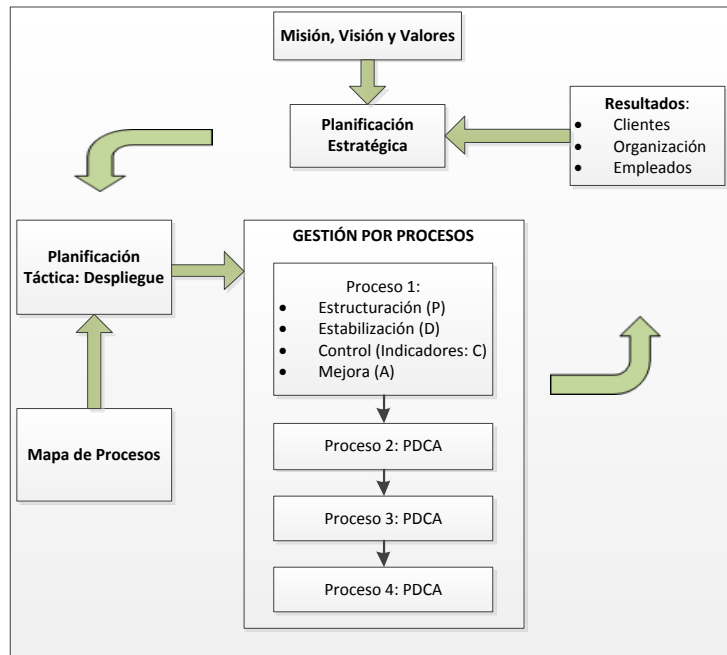 Misión, Visión y Valores
Planificación
Estratégica
Resultados:
• Clientes
• Organización
• Empleados
Planificación
Táctica: Despliegue
GESTIÓN POR PROCESOS
Proceso 1:
• Estructuración (P)
• Estabilización (D)
• Control (Indicadores: C)
• Mejora (A)
Mapa de Procesos
Proceso 2: PDCA
Proceso 3: PDCA
Proceso 4: PDCA